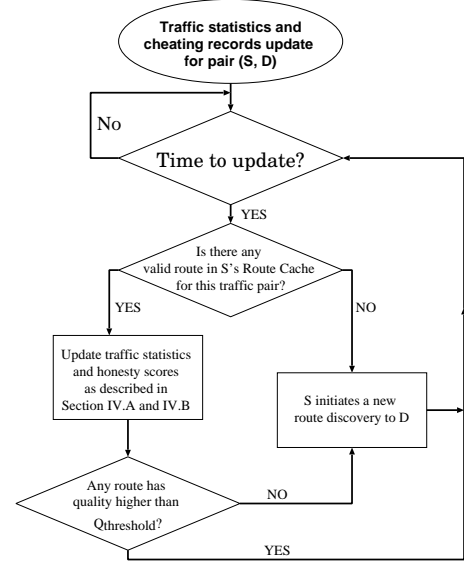 Traffic statistics and
cheating records update
for pair (S, D)
No
Time to update?
YES
Is there any
valid route in S's Route Cache
for this traffic pair?
YES
NO
Update traffic statistics
and honesty scores
as described in
Section IV.A and IV.B
S initiates a new
route discovery to D
Any route has
quality higher than
Qthreshold?
NO
YES